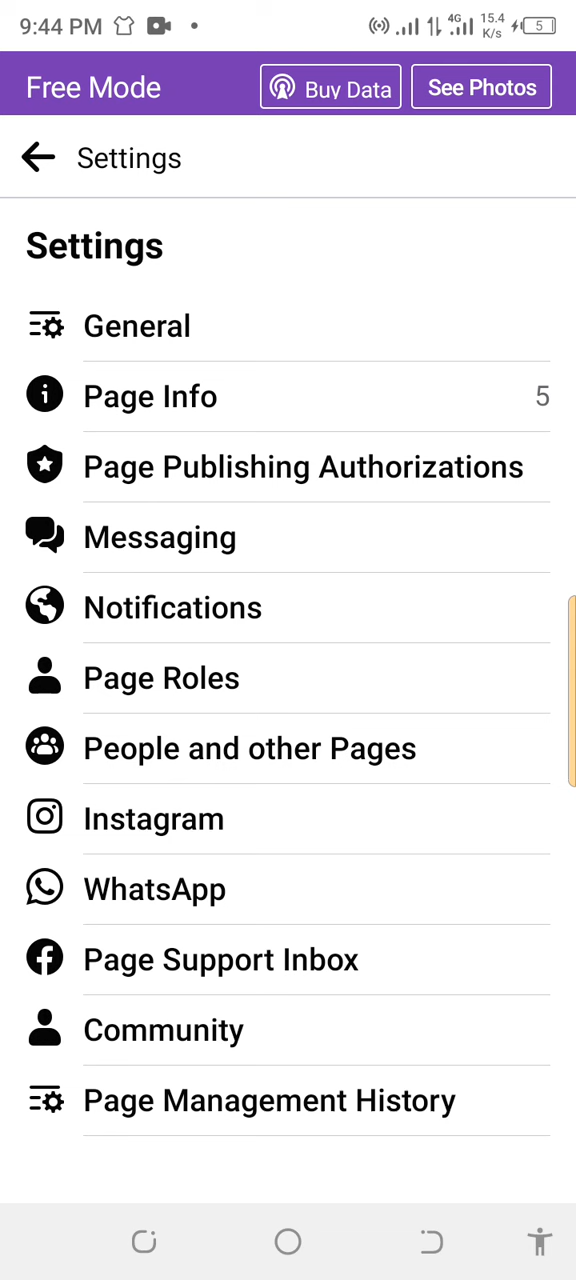 9:44 PM 4G 15.4 K/s 5
Free Mode Buy Data See Photos
Settings
Settings
General
Page Info 5
Page Publishing Authorizations
Messaging
Notifications
Page Roles
People and other Pages
Instagram
WhatsApp
Page Support Inbox
Community
Page Management History